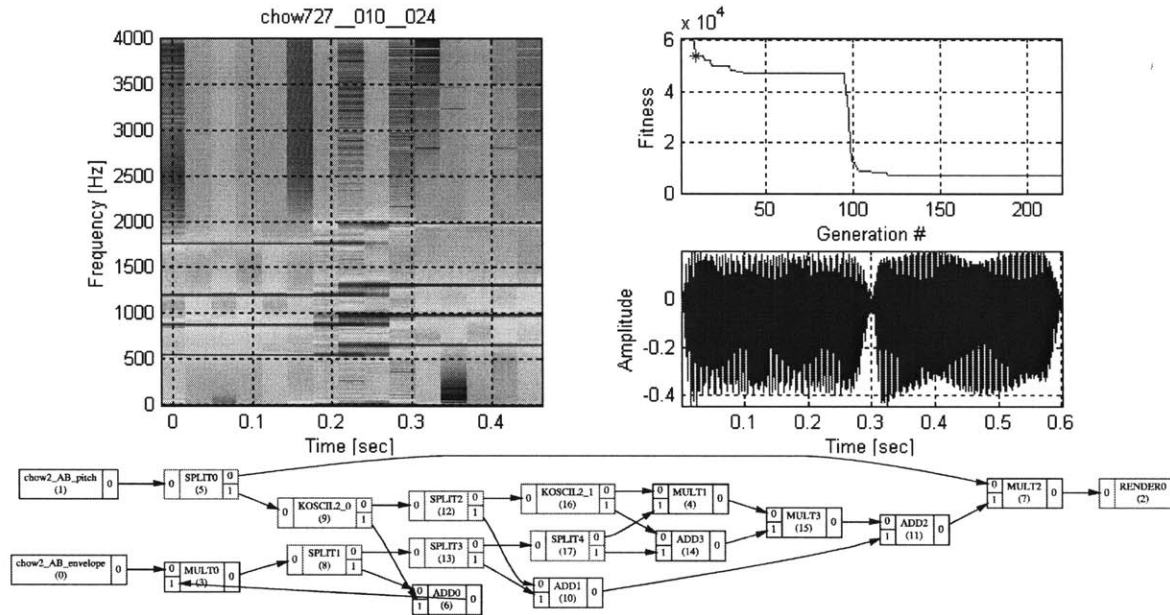 chow727__010__024
4000
3500
3000
2500
2000
1500
1000
500
0
Frequency [Hz]
0 0.1 0.2 0.3 0.4
Time [sec]
x 10^4
6
4
2
0
Fitness
50 100 150 200
Generation #
0
-0.2
-0.4
Amplitude
0.1 0.2 0.3 0.4 0.5 0.6
Time [sec]
chow2_AB_pitch
(1)
0
0
SPLIT0
(5)
0
1
0
KOSCIL2_0
(9)
0
1
0
SPLIT2
(12)
0
1
0
KOSCIL2_1
(16)
0
1
0
1
MULT1
(4)
0
0
1
MULT2
(7)
0
0
RENDER0
(2)
chow2_AB_envelope
(0)
0
0
1
MULT0
(3)
0
0
SPLIT1
(8)
0
1
0
SPLIT3
(13)
0
1
0
SPLIT4
(17)
0
1
0
1
ADD3
(14)
0
0
1
MULT3
(15)
0
0
1
ADD2
(11)
0
0
1
ADD0
(6)
0
0
1
ADD1
(10)
0